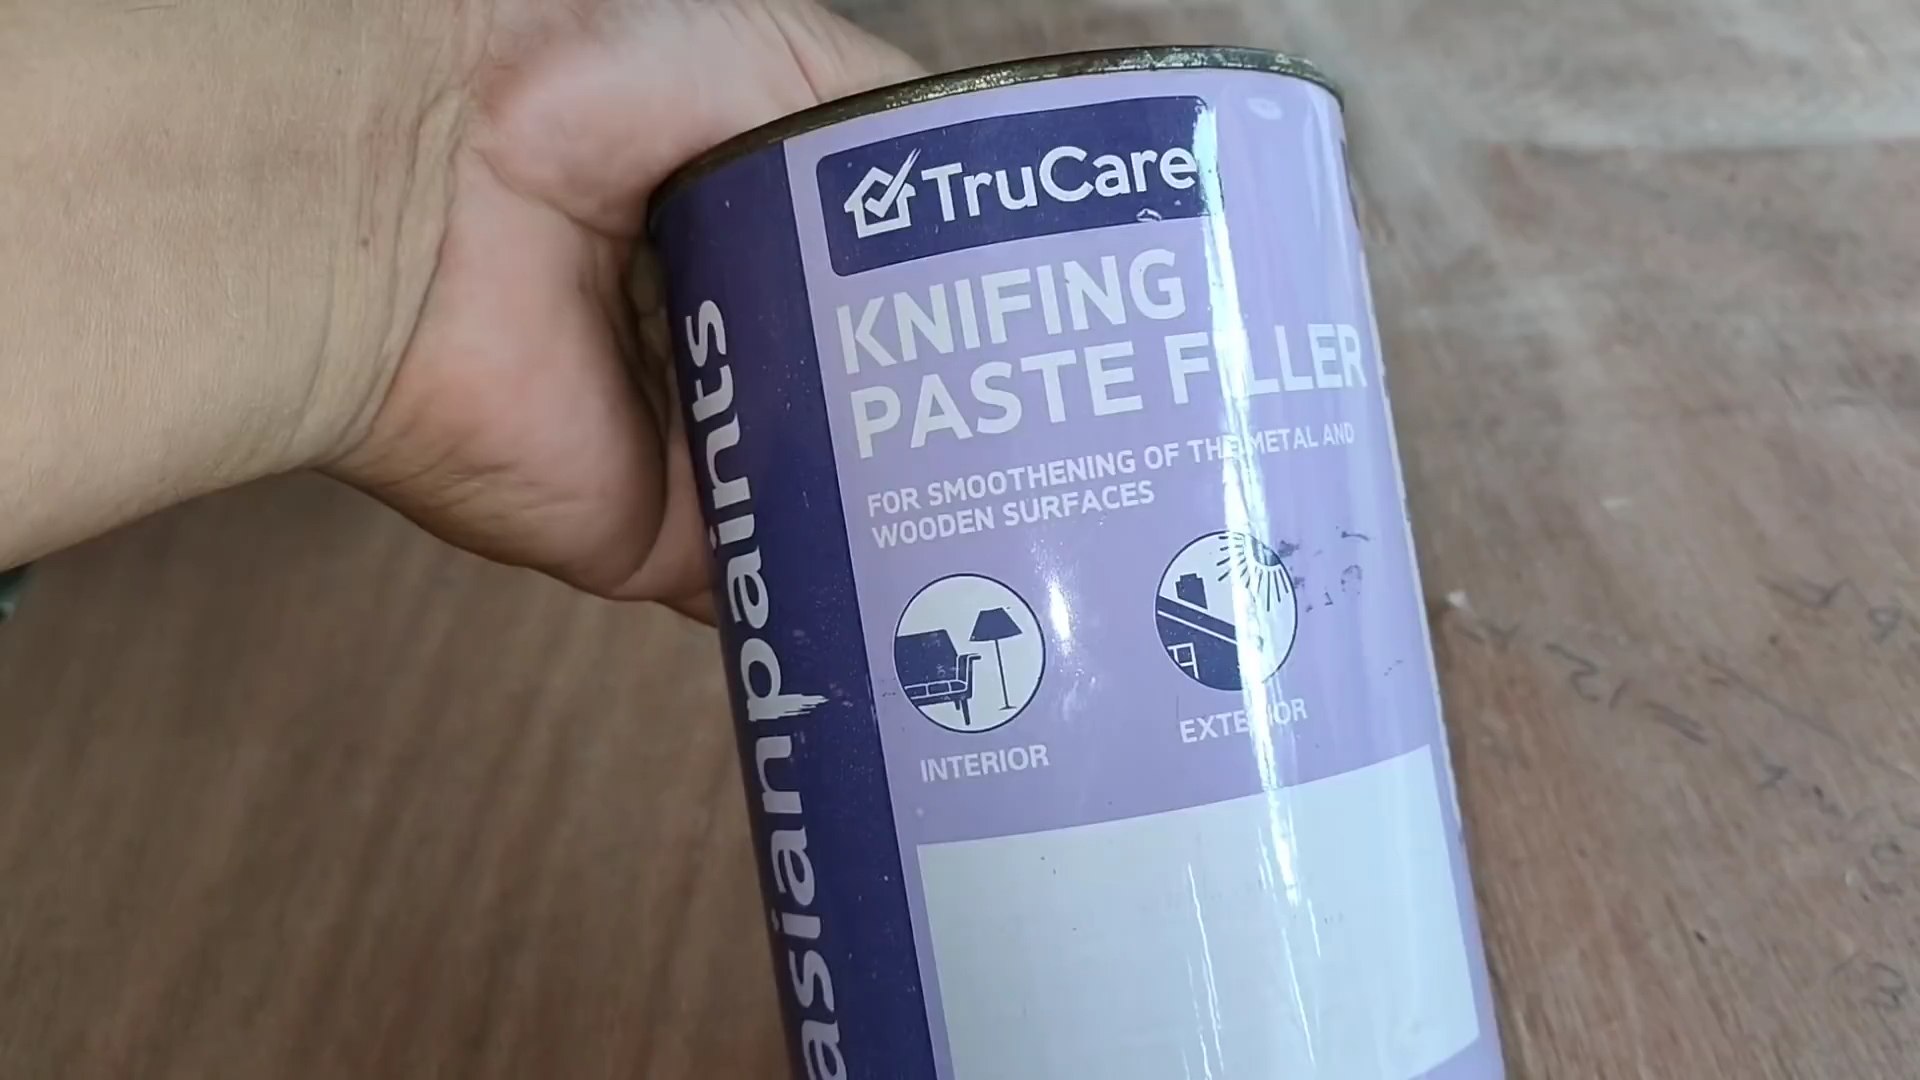 TruCare
KNIFING
PASTE FILLER
FOR SMOOTHENING OF THE METAL AND
WOODEN SURFACES
INTERIOR
EXTERIOR
asianpaints